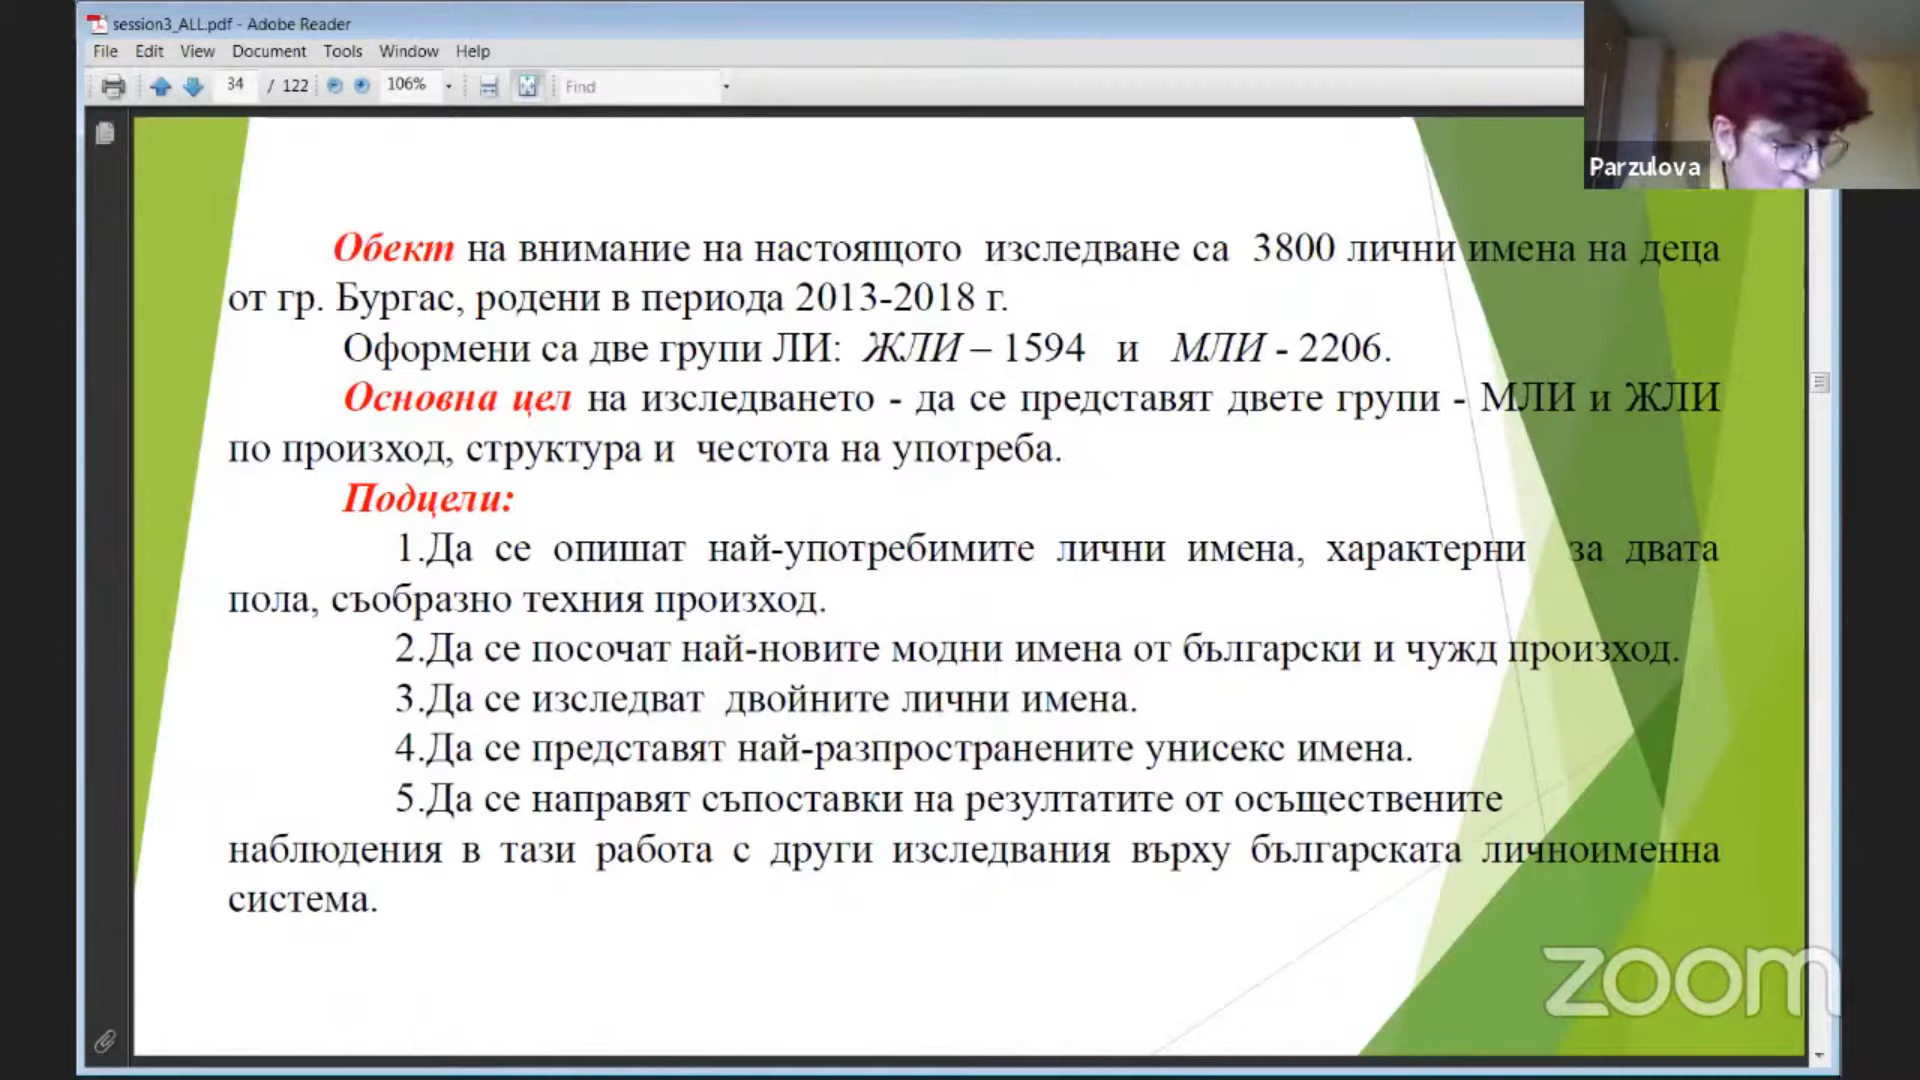 session3_ALL.pdf - Adobe Reader
File Edit View Document Tools Window Help
34 / 122 106% Find
Parzulova
Обект на внимание на настоящото изследване са 3800 лични имена на деца
от гр. Бургас, родени в периода 2013-2018 г.
Оформени са две групи ЛИ: ЖЛИ – 1594 и МЛИ - 2206.
Основна цел на изследването - да се представят двете групи - МЛИ и ЖЛИ
по произход, структура и честота на употреба.
Подцели:
1.Да се опишат най-употребимите лични имена, характерни за двата
пола, съобразно техния произход.
2.Да се посочат най-новите модни имена от български и чужд произход.
3.Да се изследват двойните лични имена.
4.Да се представят най-разпространените унисекс имена.
5.Да се направят съпоставки на резултатите от осъществените
наблюдения в тази работа с други изследвания върху българската личноименна
система.
zoom